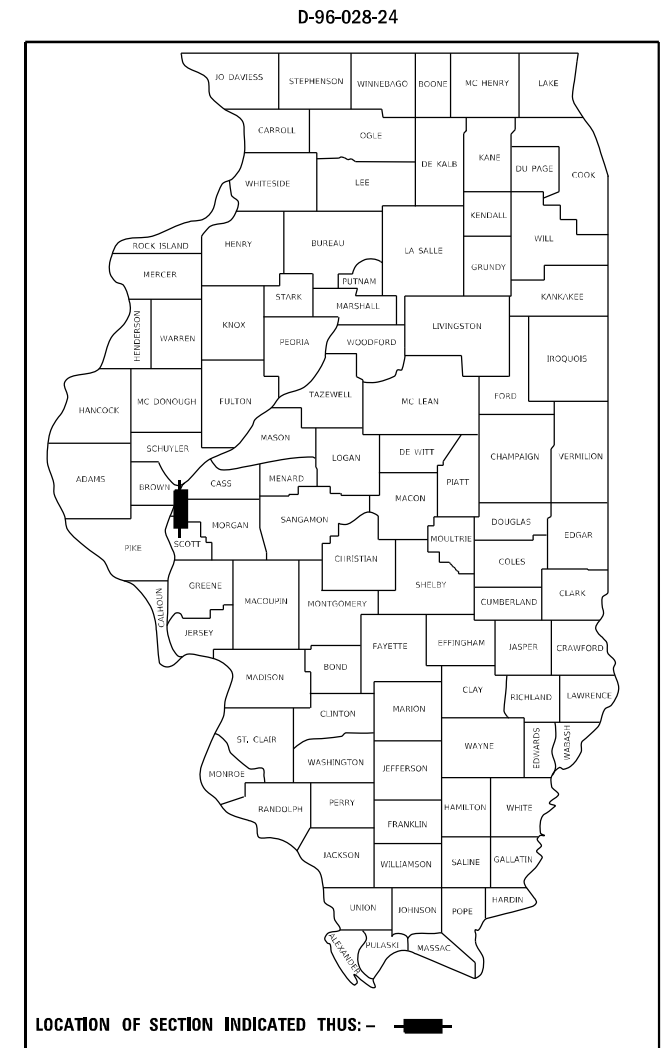 D-96-028-24
JO DAVIESS STEPHENSON WINNEBAGO BOONE MC HENRY LAKE
CARROLL OGLE
DE KALB KANE DU PAGE COOK
WHITESIDE LEE
KENDALL
ROCK ISLAND HENRY BUREAU LA SALLE WILL
MERCER PUTNAM GRUNDY
STARK MARSHALL KANKAKEE
HENDERSON WARREN KNOX PEORIA WOODFORD LIVINGSTON
IROQUOIS
HANCOCK MC DONOUGH FULTON TAZEWELL MC LEAN FORD
MASON
SCHUYLER LOGAN DE WITT CHAMPAIGN VERMILION
ADAMS BROWN CASS MENARD PIATT
MACON
PIKE SCOTT MORGAN SANGAMON MOULTRIE DOUGLAS EDGAR
CHRISTIAN COLES
GREENE SHELBY
CALHOUN MACOUPIN MONTGOMERY CUMBERLAND CLARK
JERSEY FAYETTE EFFINGHAM JASPER CRAWFORD
BOND
MADISON CLAY RICHLAND LAWRENCE
CLINTON MARION
ST. CLAIR WAYNE EDWARDS WABASH
MONROE WASHINGTON JEFFERSON
RANDOLPH PERRY HAMILTON WHITE
FRANKLIN
JACKSON WILLIAMSON SALINE GALLATIN
UNION JOHNSON POPE HARDIN
ALEXANDER PULASKI MASSAC
LOCATION OF SECTION INDICATED THUS: –